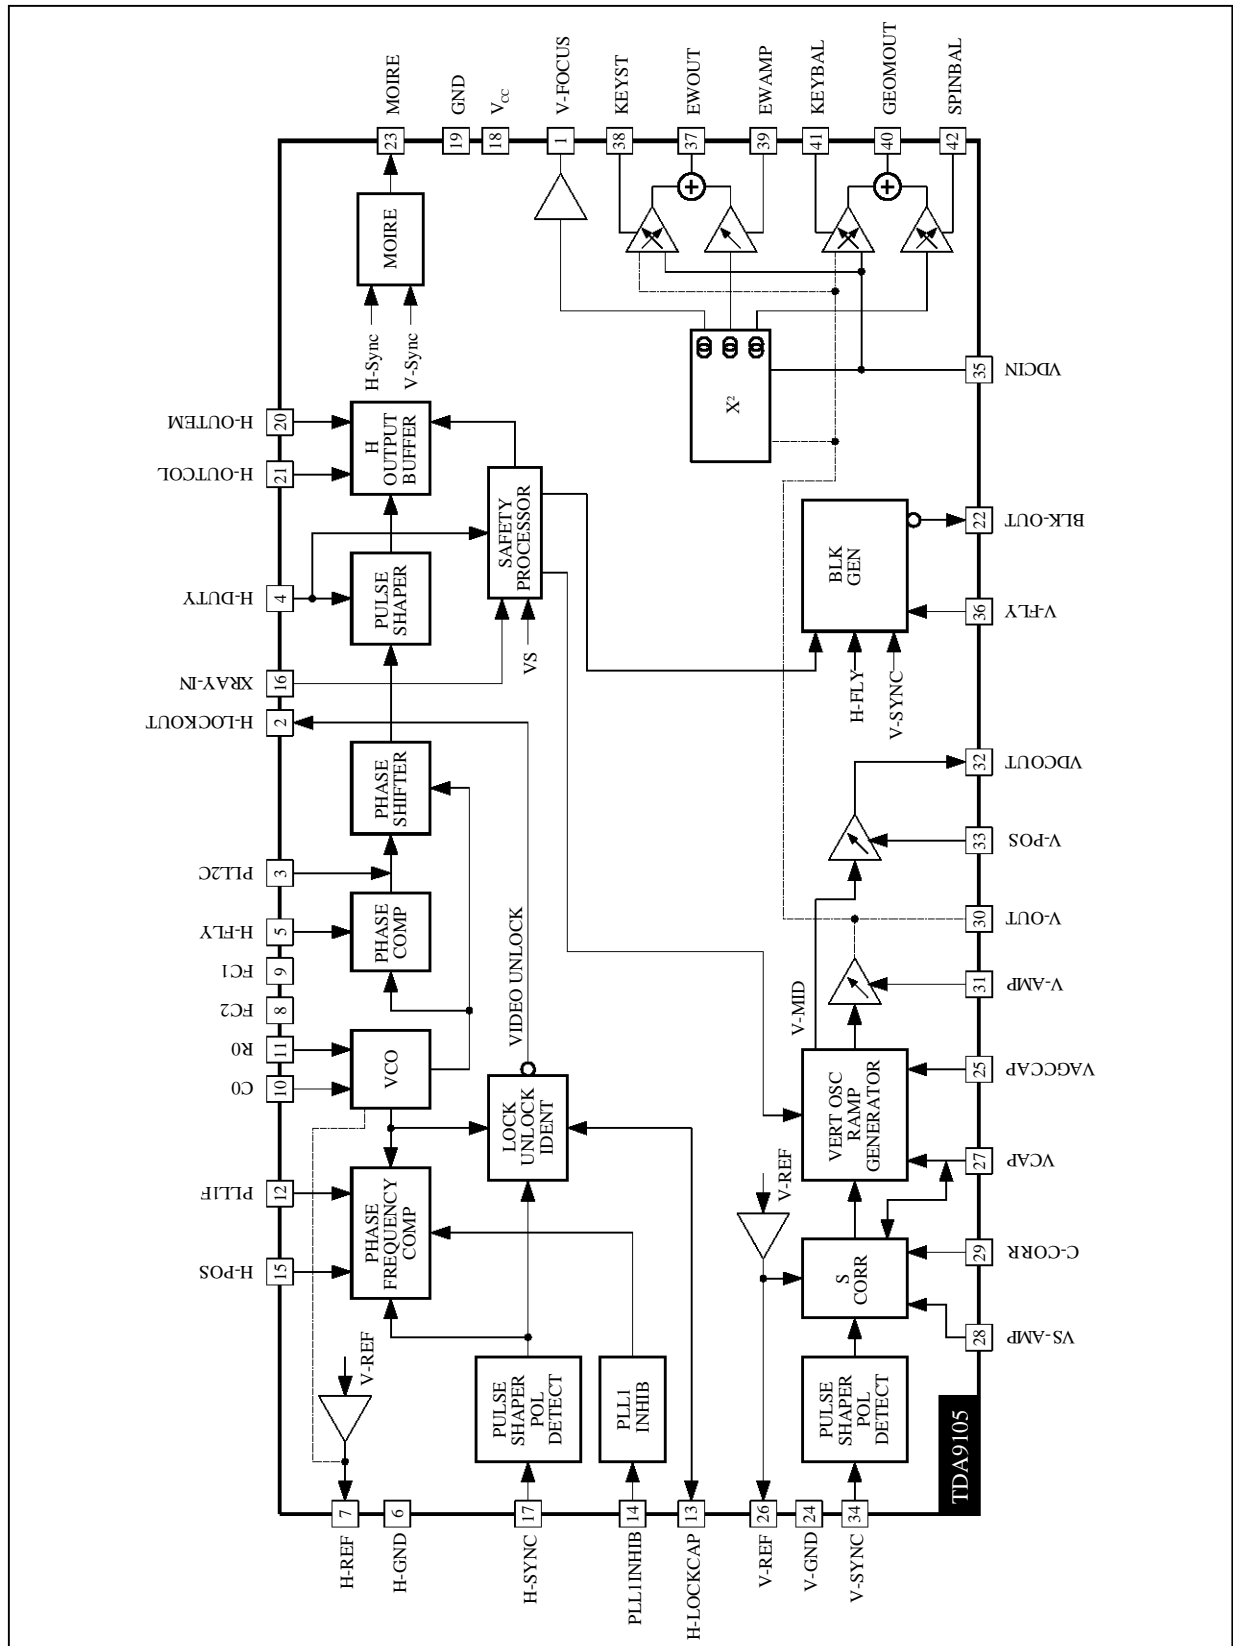 MOIRE
GND
VCC
V-FOCUS
KEYST
EWOUT
EWAMP
KEYBAL
GEOMOUT
SPINBAL
23
19
18
1
38
37
39
41
40
42
MOIRE
H-Sync
V-Sync
X²
VDCIN
35
H-OUTEM
20
H-OUTCOL
21
H
OUTPUT
BUFFER
H-DUTY
4
PULSE
SHAPER
SAFETY
PROCESSOR
VS
XRAY-IN
16
H-LOCKOUT
2
BLK
GEN
H-FLY
V-SYNC
22
BLK-OUT
36
V-FLY
PHASE
SHIFTER
PLL2C
3
H-FLY
5
PHASE
COMP
FC1
9
FC2
8
R0
11
C0
10
VCO
VIDEO UNLOCK
LOCK
UNLOCK
IDENT
V-MID
32
VDCOUT
33
V-POS
30
V-OUT
31
V-AMP
VERT OSC
RAMP
GENERATOR
25
VAGCCAP
27
VCAP
PLL1F
12
H-POS
15
PHASE
FREQUENCY
COMP
V-REF
S
CORR
29
C-CORR
28
VS-AMP
V-REF
PULSE
SHAPER
POL
DETECT
PLL1
INHIB
PULSE
SHAPER
POL
DETECT
TDA9105
7
6
17
14
13
26
24
34
H-REF
H-GND
H-SYNC
PLL1INHIB
H-LOCKCAP
V-REF
V-GND
V-SYNC